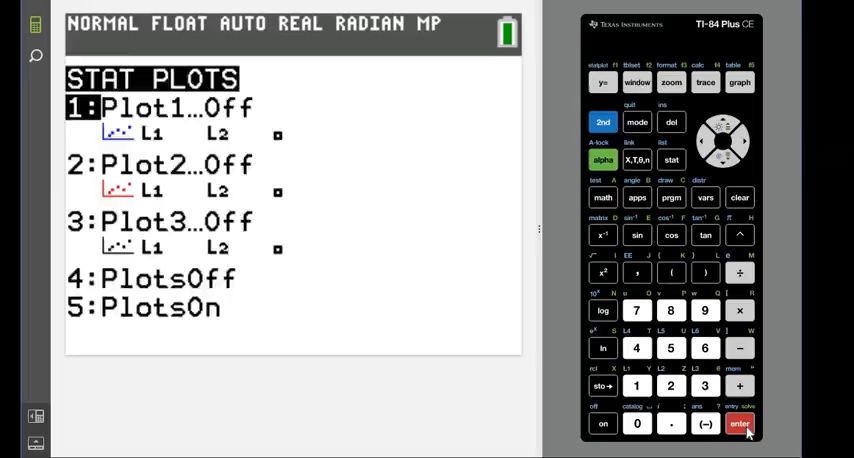 NORMAL FLOAT AUTO REAL RADIAN MP
STAT PLOTS
1:Plot1...Off
L1 L2
2:Plot2...Off
L1 L2
3:Plot3...Off
L1 L2
4:PlotsOff
5:PlotsOn
TEXAS INSTRUMENTS TI-84 Plus CE
statplot f1 tblset f2 format f3 calc f4 table f5
y= window zoom trace graph
quit ins
2nd mode del
A-lock link list
alpha X,T,θ,n stat
test A angle B draw C distr
math apps prgm vars clear
matrix D sin⁻¹ E cos⁻¹ F tan⁻¹ G π H
x⁻¹ sin cos tan ^
√ I EE J { K } L e M
x² , ( ) ÷
10ˣ N u O v P w Q [ R
log 7 8 9 ×
eˣ S L4 T L5 U L6 V ] W
ln 4 5 6 −
rcl X L1 Y L2 Z L3 θ mem "
sto→ 1 2 3 +
off catalog ␣ i : ans ? entry solve
on 0 . (−) enter